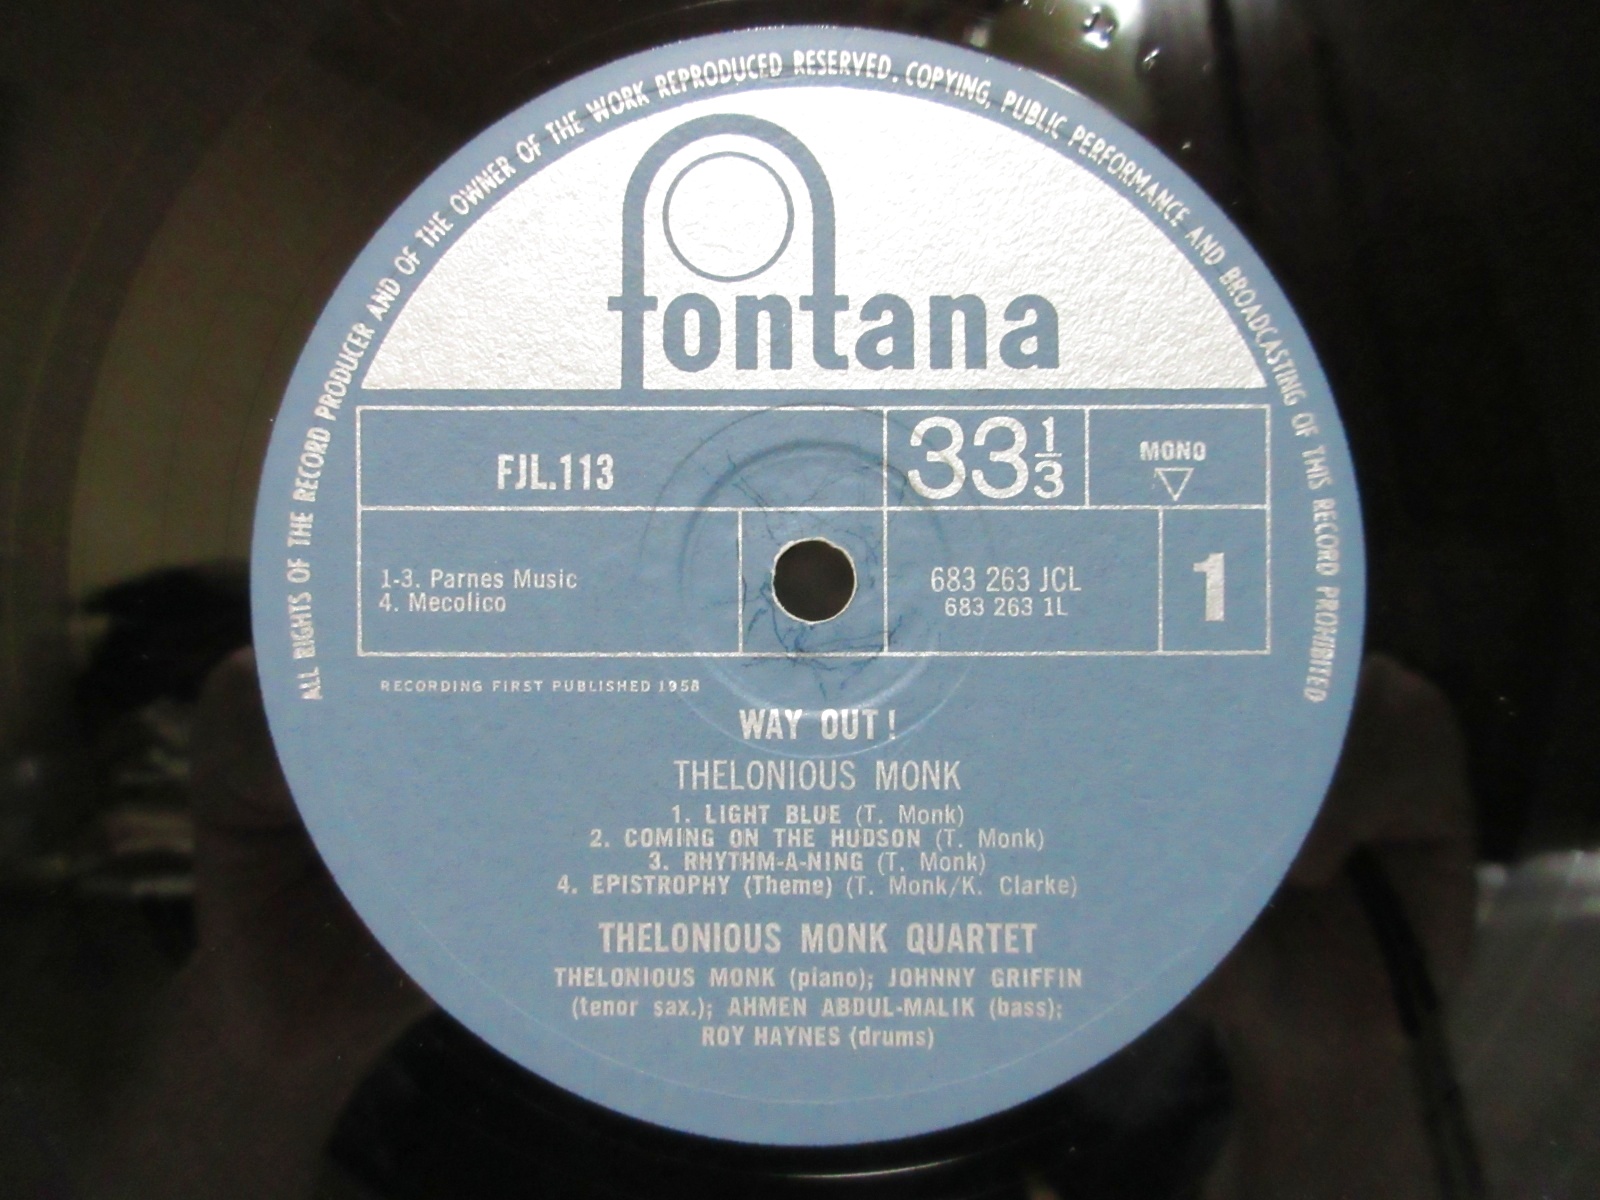 ALL RIGHTS OF THE RECORD PRODUCER AND OF THE OWNER OF THE WORK REPRODUCED RESERVED. COPYING, PUBLIC PERFORMANCE AND BROADCASTING OF THIS RECORD PROHIBITED
fontana
FJL.113
33 1/3
MONO
1-3. Parnes Music
4. Mecolico
683 263 JCL
683 263 1L
1
RECORDING FIRST PUBLISHED 1958
WAY OUT!
THELONIOUS MONK
1. LIGHT BLUE (T. Monk)
2. COMING ON THE HUDSON (T. Monk)
3. RHYTHM-A-NING (T. Monk)
4. EPISTROPHY (Theme) (T. Monk/K. Clarke)
THELONIOUS MONK QUARTET
THELONIOUS MONK (piano); JOHNNY GRIFFIN
(tenor sax.); AHMEN ABDUL-MALIK (bass);
ROY HAYNES (drums)